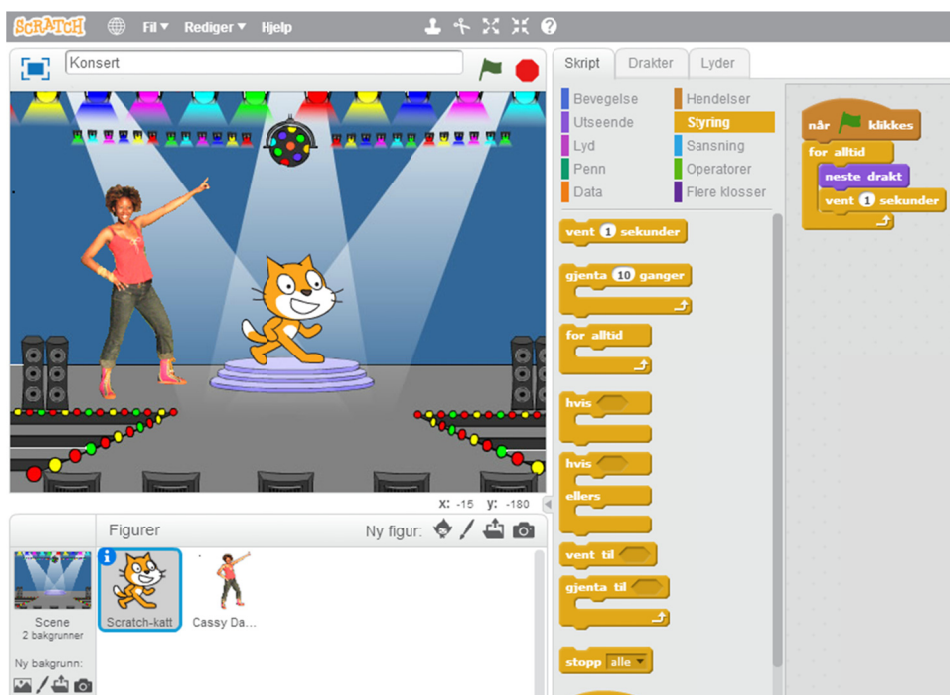 SCRATCH Fil Rediger Hjelp
Konsert
Skript Drakter Lyder
Bevegelse Hendelser
Utseende Styring
Lyd Sansning
Penn Operatorer
Data Flere klosser
vent 1 sekunder
gjenta 10 ganger
for alltid
hvis
hvis
ellers
vent til
gjenta til
stopp alle
når klikkes
for alltid
neste drakt
vent 1 sekunder
x: -15 y: -180
Figurer Ny figur:
Scene
2 bakgrunner
Ny bakgrunn:
Scratch-katt
Cassy Da...